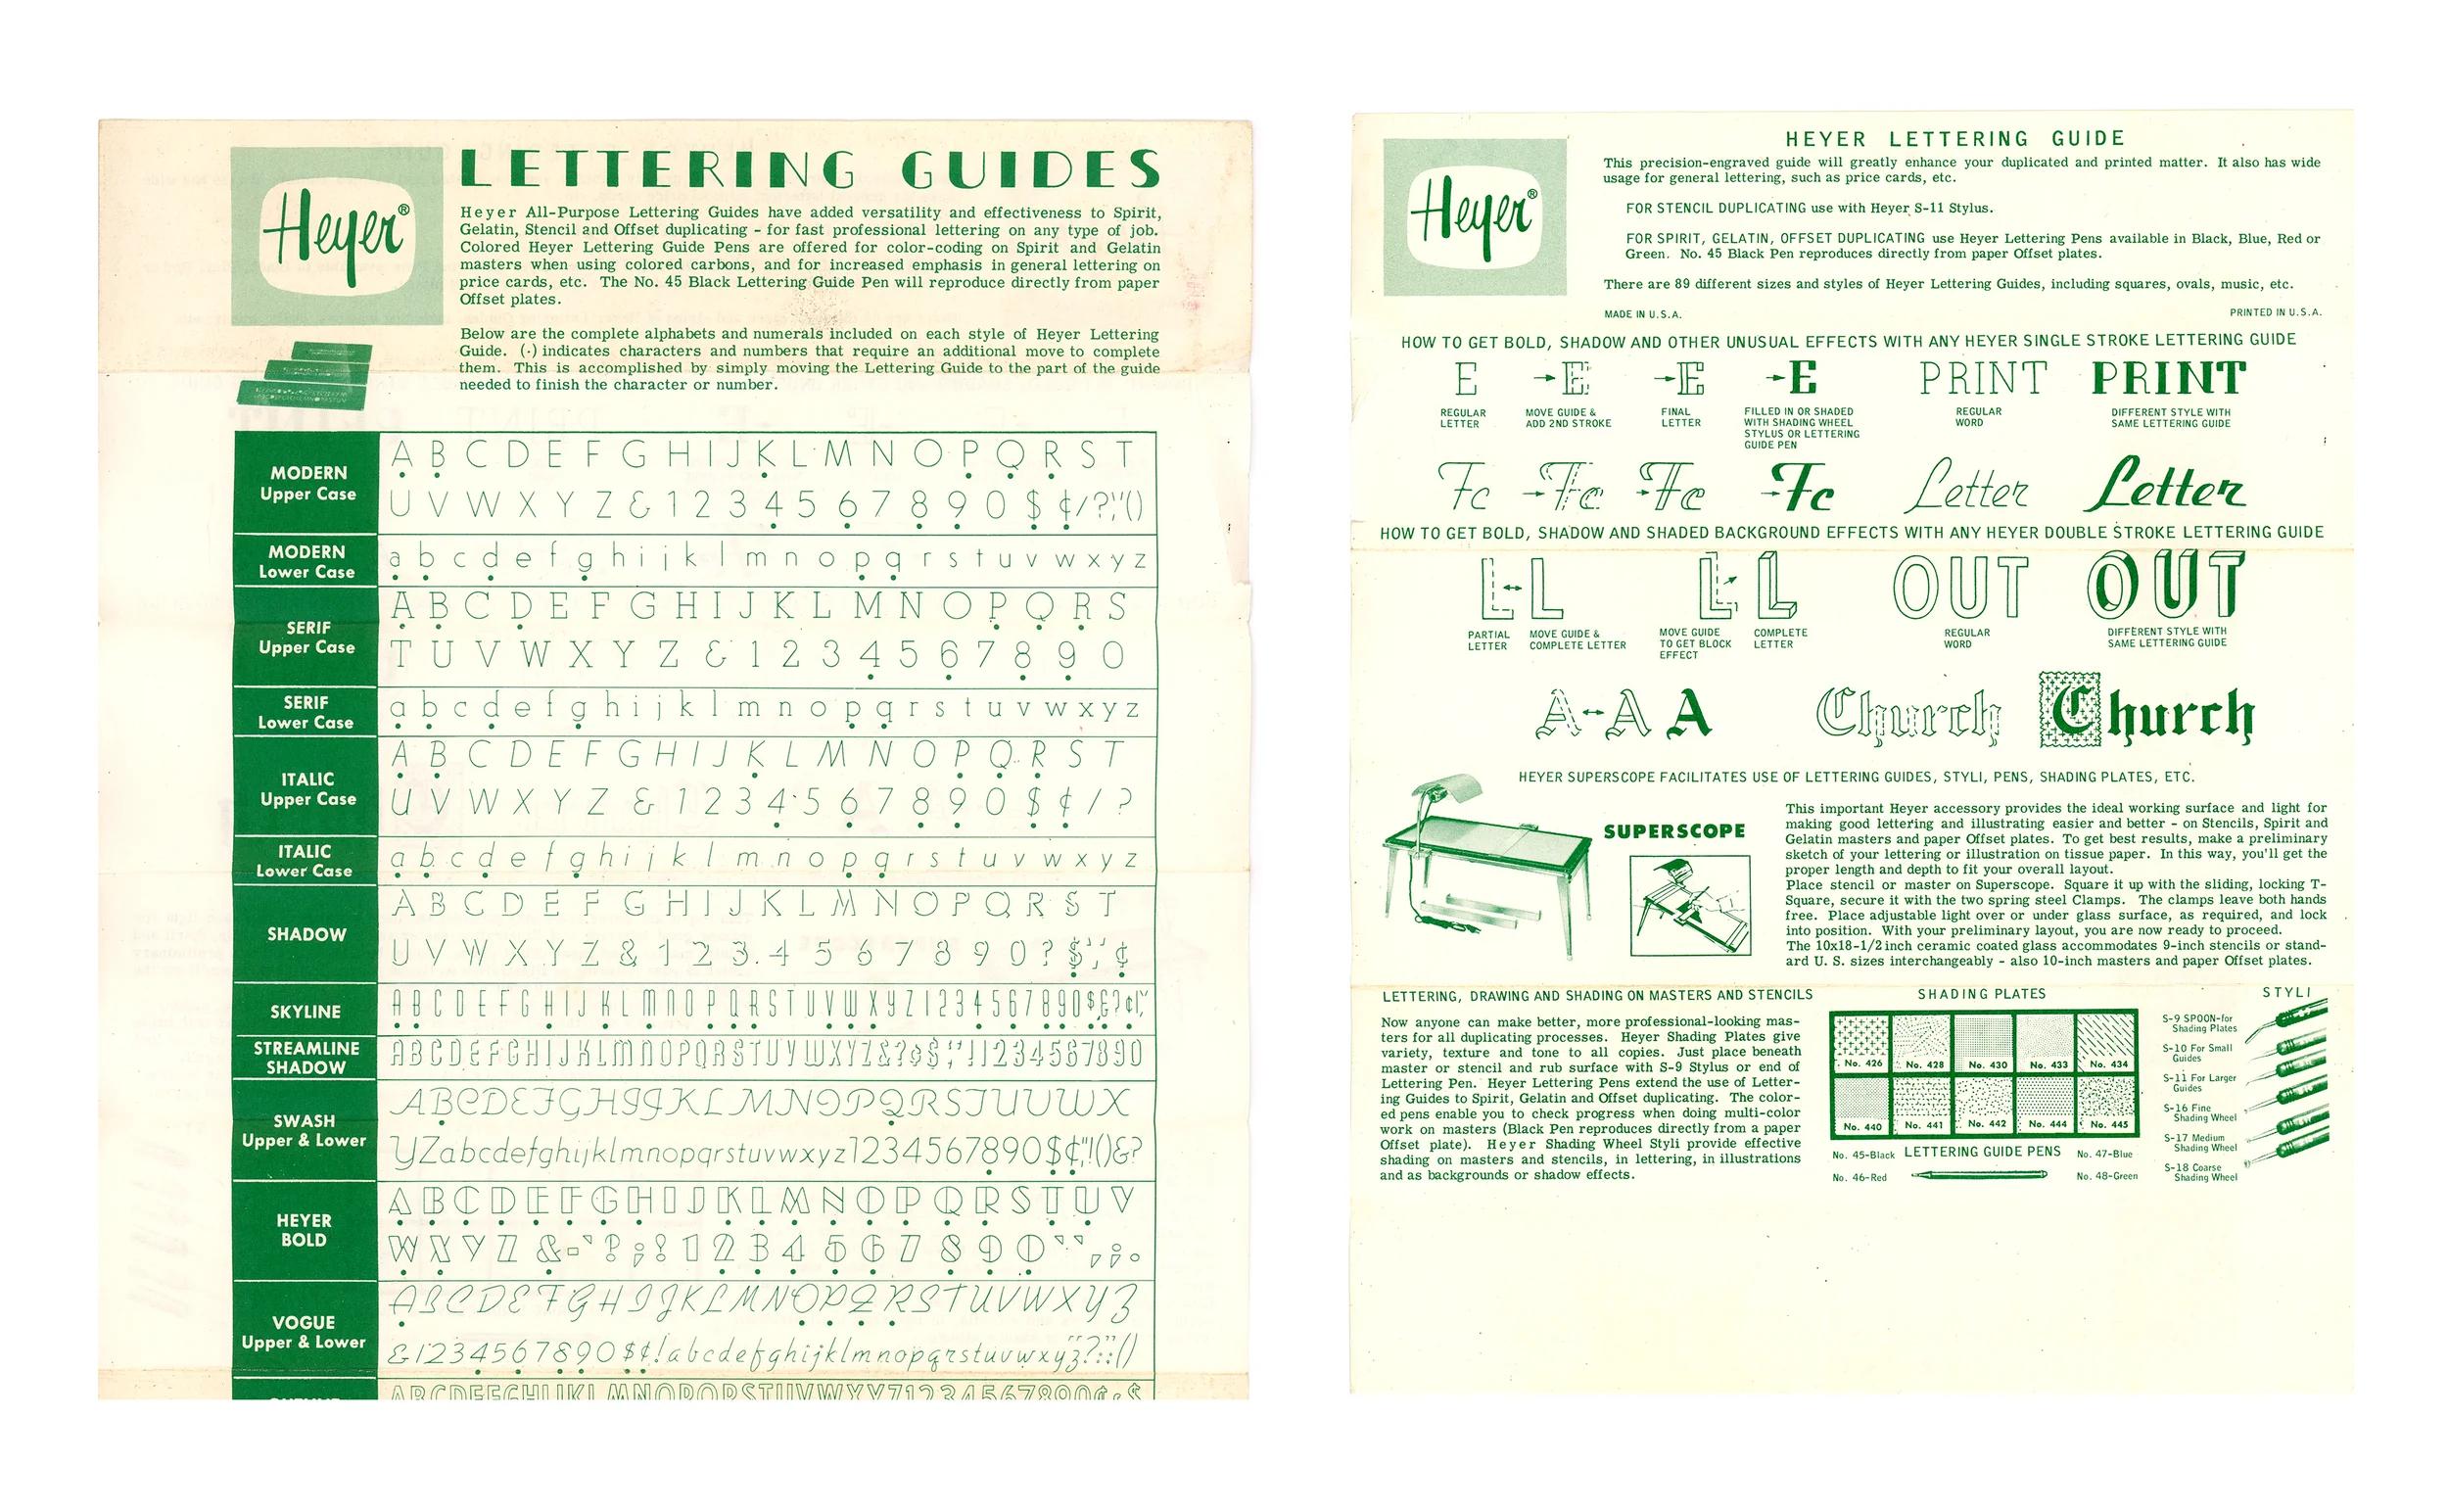 Heyer®
LETTERING GUIDES
Heyer All-Purpose Lettering Guides have added versatility and effectiveness to Spirit,
Gelatin, Stencil and Offset duplicating - for fast professional lettering on any type of job.
Colored Heyer Lettering Guide Pens are offered for color-coding on Spirit and Gelatin
masters when using colored carbons, and for increased emphasis in general lettering on
price cards, etc. The No. 45 Black Lettering Guide Pen will reproduce directly from paper
Offset plates.
Below are the complete alphabets and numerals included on each style of Heyer Lettering
Guide. (·) indicates characters and numbers that require an additional move to complete
them. This is accomplished by simply moving the Lettering Guide to the part of the guide
needed to finish the character or number.
MODERN
Upper Case
A B C D E F G H I J K L M N O P Q R S T
U V W X Y Z & 1 2 3 4 5 6 7 8 9 0 $ ¢ / ? ; " ( )
MODERN
Lower Case
a b c d e f g h i j k l m n o p q r s t u v w x y z
SERIF
Upper Case
A B C D E F G H I J K L M N O P Q R S
T U V W X Y Z & 1 2 3 4 5 6 7 8 9 0
SERIF
Lower Case
a b c d e f g h i j k l m n o p q r s t u v w x y z
ITALIC
Upper Case
A B C D E F G H I J K L M N O P Q R S T
U V W X Y Z & 1 2 3 4 5 6 7 8 9 0 $ ¢ / ?
ITALIC
Lower Case
a b c d e f g h i j k l m n o p q r s t u v w x y z
SHADOW
A B C D E F G H I J K L M N O P Q R S T
U V W X Y Z & 1 2 3 . 4 5 6 7 8 9 0 ? $ ; ' ¢
SKYLINE
A B C D E F G H I J K L M N O P Q R S T U V W X Y Z 1 2 3 4 5 6 7 8 9 0 $ & ? ¢ ! , "
STREAMLINE
SHADOW
ABCDEFGHIJKLMNOPQRSTUVWXYZ&?¢$;"!1234567890
SWASH
Upper & Lower
ABCDEFGHIJKLMNOPQRSTUVWX
YZabcdefghijklmnopqrstuvwxyz1234567890$¢"!()&?
HEYER
BOLD
A B C D E F G H I J K L M N O P Q R S T U V
W X Y Z & - ' ? ; ! 1 2 3 4 5 6 7 8 9 0 " , ; .
VOGUE
Upper & Lower
A B C D E F G H I J K L M N O P Q R S T U V W X Y Z
& 1234567890 $¢! abcdefghijklmnopqrstuvwxyz "?::()
ABCDEFGHIJKLMNOPQRSTUVWXYZ1234567890¢&$
Heyer®
HEYER LETTERING GUIDE
This precision-engraved guide will greatly enhance your duplicated and printed matter. It also has wide
usage for general lettering, such as price cards, etc.
FOR STENCIL DUPLICATING use with Heyer S-11 Stylus.
FOR SPIRIT, GELATIN, OFFSET DUPLICATING use Heyer Lettering Pens available in Black, Blue, Red or
Green. No. 45 Black Pen reproduces directly from paper Offset plates.
There are 89 different sizes and styles of Heyer Lettering Guides, including squares, ovals, music, etc.
MADE IN U.S.A. PRINTED IN U.S.A.
HOW TO GET BOLD, SHADOW AND OTHER UNUSUAL EFFECTS WITH ANY HEYER SINGLE STROKE LETTERING GUIDE
E E E E PRINT PRINT
REGULAR
LETTER
MOVE GUIDE &
ADD 2ND STROKE
FINAL
LETTER
FILLED IN OR SHADED
WITH SHADING WHEEL
STYLUS OR LETTERING
GUIDE PEN
REGULAR
WORD
DIFFERENT STYLE WITH
SAME LETTERING GUIDE
Fc Fc Fc Fc Letter Letter
HOW TO GET BOLD, SHADOW AND SHADED BACKGROUND EFFECTS WITH ANY HEYER DOUBLE STROKE LETTERING GUIDE
L L L L OUT OUT
PARTIAL
LETTER
MOVE GUIDE &
COMPLETE LETTER
MOVE GUIDE
TO GET BLOCK
EFFECT
COMPLETE
LETTER
REGULAR
WORD
DIFFERENT STYLE WITH
SAME LETTERING GUIDE
A A A Church Church
HEYER SUPERSCOPE FACILITATES USE OF LETTERING GUIDES, STYLI, PENS, SHADING PLATES, ETC.
SUPERSCOPE
This important Heyer accessory provides the ideal working surface and light for
making good lettering and illustrating easier and better - on Stencils, Spirit and
Gelatin masters and paper Offset plates. To get best results, make a preliminary
sketch of your lettering or illustration on tissue paper. In this way, you'll get the
proper length and depth to fit your overall layout.
Place stencil or master on Superscope. Square it up with the sliding, locking T-
Square, secure it with the two spring steel Clamps. The clamps leave both hands
free. Place adjustable light over or under glass surface, as required, and lock
into position. With your preliminary layout, you are now ready to proceed.
The 10x18-1/2 inch ceramic coated glass accommodates 9-inch stencils or stand-
ard U. S. sizes interchangeably - also 10-inch masters and paper Offset plates.
LETTERING, DRAWING AND SHADING ON MASTERS AND STENCILS
Now anyone can make better, more professional-looking mas-
ters for all duplicating processes. Heyer Shading Plates give
variety, texture and tone to all copies. Just place beneath
master or stencil and rub surface with S-9 Stylus or end of
Lettering Pen. Heyer Lettering Pens extend the use of Letter-
ing Guides to Spirit, Gelatin and Offset duplicating. The color-
ed pens enable you to check progress when doing multi-color
work on masters (Black Pen reproduces directly from a paper
Offset plate). Heyer Shading Wheel Styli provide effective
shading on masters and stencils, in lettering, in illustrations
and as backgrounds or shadow effects.
SHADING PLATES
No. 426 No. 428 No. 430 No. 433 No. 434
No. 440 No. 441 No. 442 No. 444 No. 445
No. 45-Black LETTERING GUIDE PENS No. 47-Blue
No. 46-Red No. 48-Green
STYLI
S-9 SPOON-for
Shading Plates
S-10 For Small
Guides
S-11 For Larger
Guides
S-16 Fine
Shading Wheel
S-17 Medium
Shading Wheel
S-18 Coarse
Shading Wheel